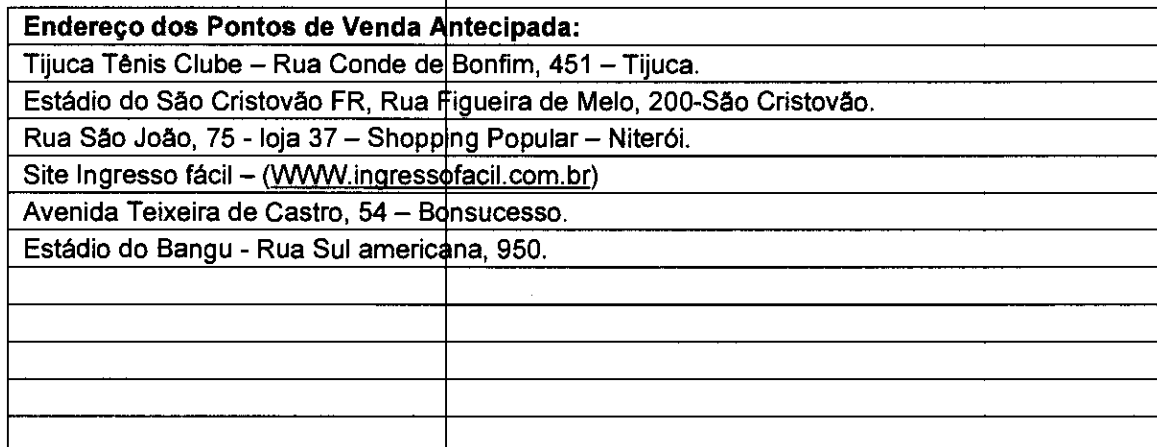 Endereço dos Pontos de Venda Antecipada:
Tijuca Tênis Clube – Rua Conde de Bonfim, 451 – Tijuca.
Estádio do São Cristovão FR, Rua Figueira de Melo, 200-São Cristovão.
Rua São João, 75 - loja 37 – Shopping Popular – Niterói.
Site Ingresso fácil – (WWW.ingressofacil.com.br)
Avenida Teixeira de Castro, 54 – Bonsucesso.
Estádio do Bangu - Rua Sul americana, 950.